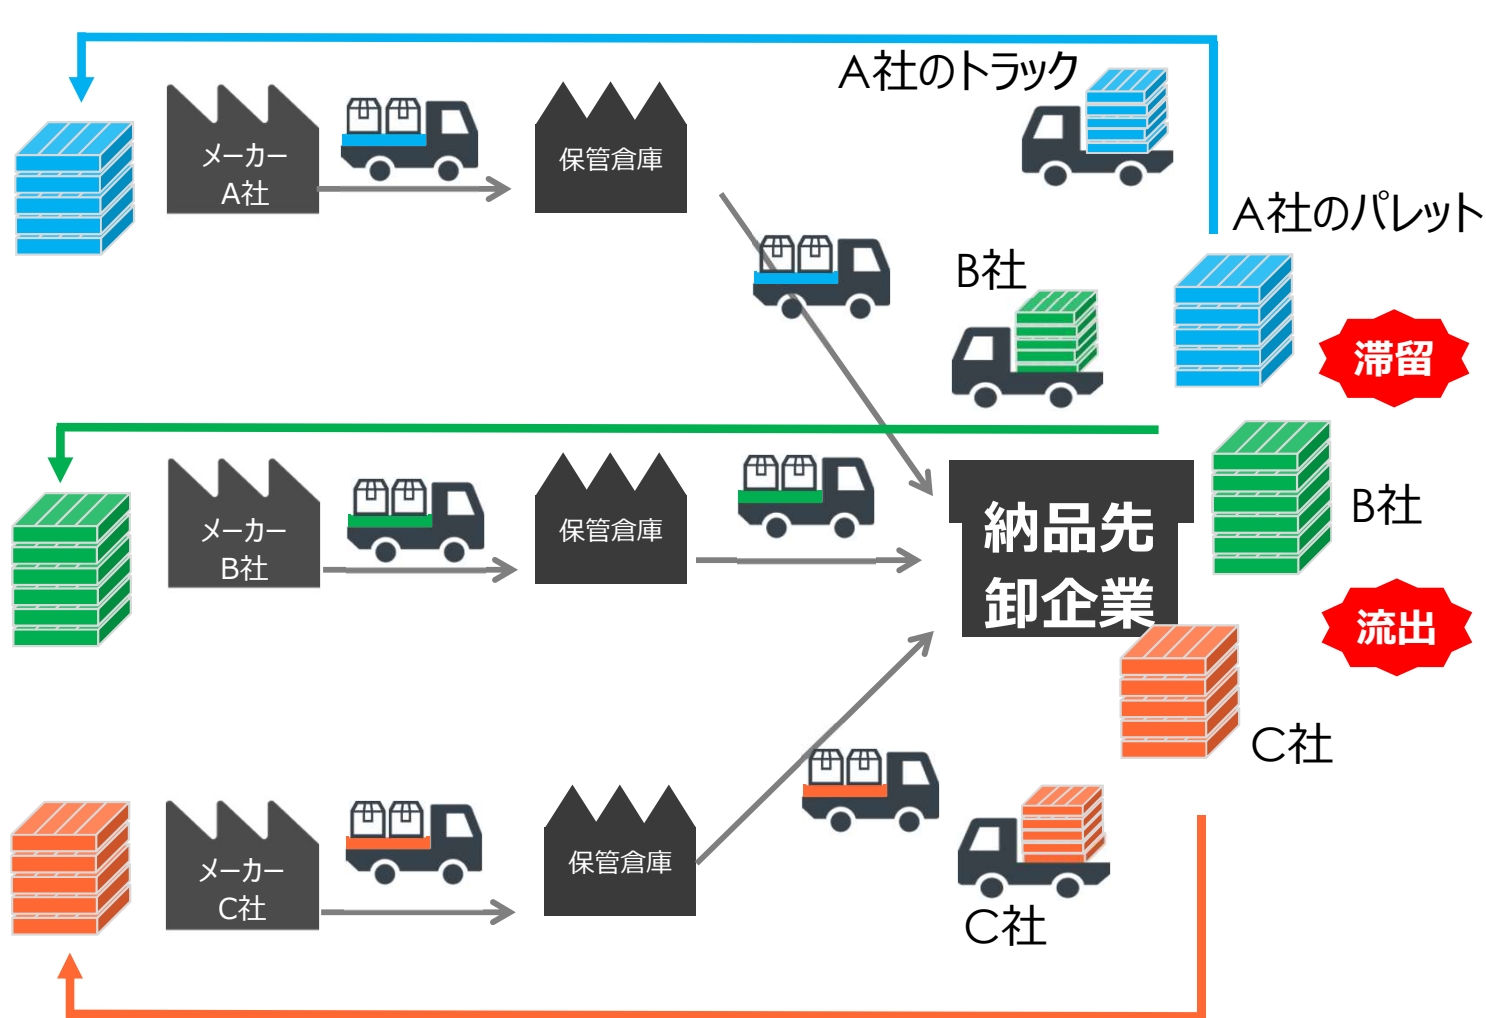 A社のトラック
メーカー
A社
保管倉庫
A社のパレット
B社
滞留
メーカー
B社
保管倉庫
納品先
卸企業
B社
流出
C社
メーカー
C社
保管倉庫
C社